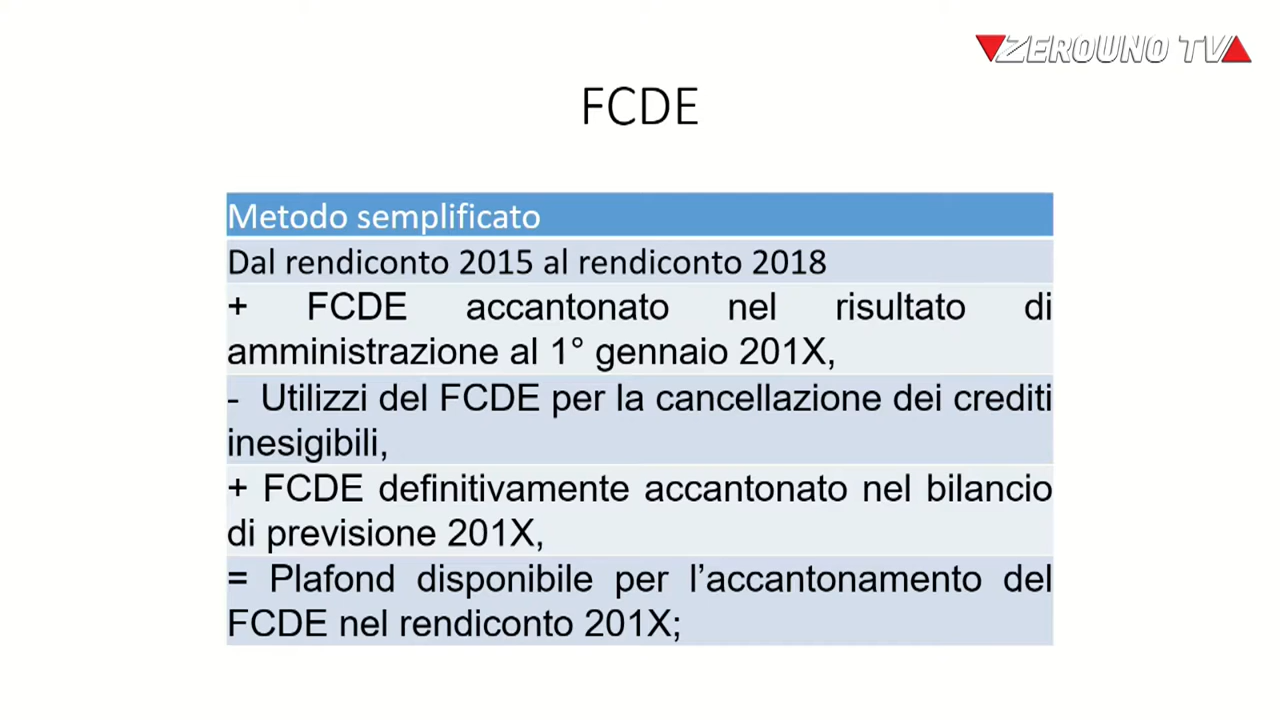 ZEROUNO TV
FCDE
Metodo semplificato
Dal rendiconto 2015 al rendiconto 2018
+ FCDE accantonato nel risultato di
amministrazione al 1° gennaio 201X,
- Utilizzi del FCDE per la cancellazione dei crediti
inesigibili,
+ FCDE definitivamente accantonato nel bilancio
di previsione 201X,
= Plafond disponibile per l’accantonamento del
FCDE nel rendiconto 201X;